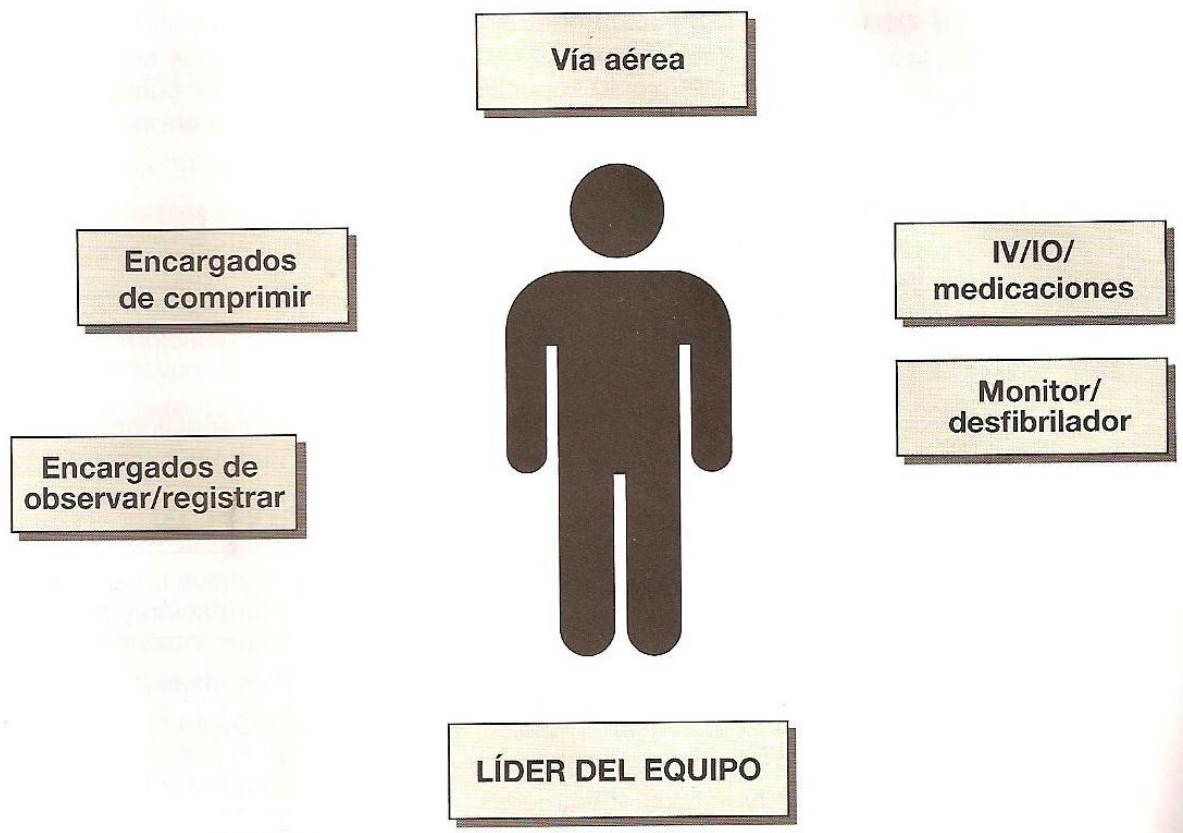 Vía aérea
Encargados
de comprimir
IV/IO/
medicaciones
Monitor/
desfibrilador
Encargados de
observar/registrar
LÍDER DEL EQUIPO